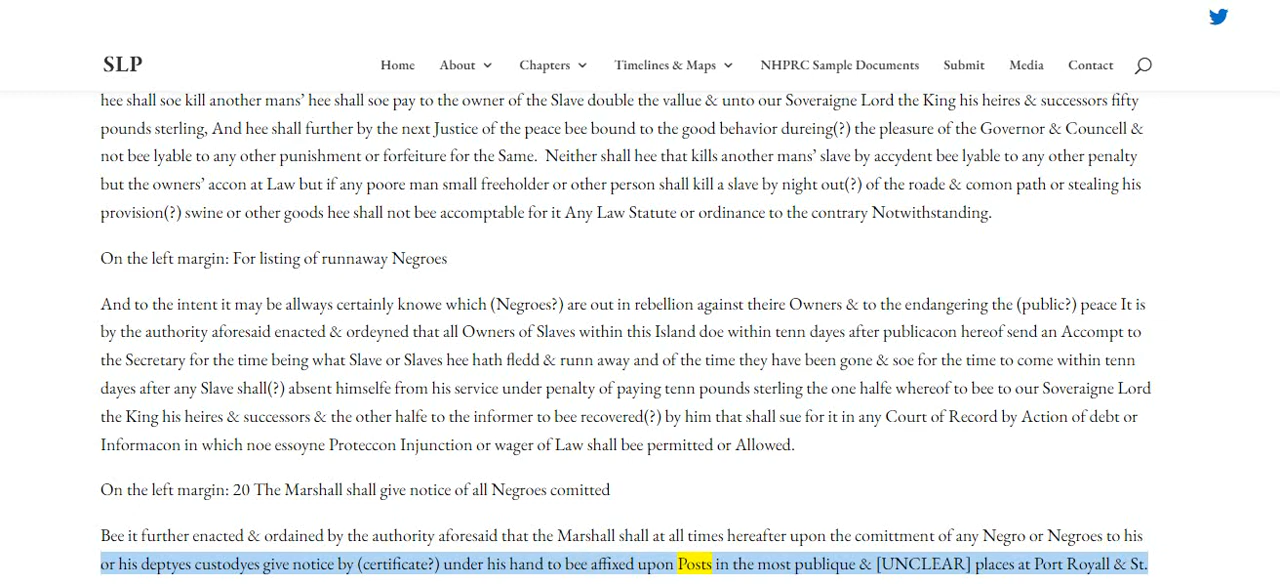 SLP
Home About Chapters Timelines & Maps NHPRC Sample Documents Submit Media Contact
hee shall soe kill another mans’ hee shall soe pay to the owner of the Slave double the vallue & unto our Soveraigne Lord the King his heires & successors fifty
pounds sterling, And hee shall further by the next Justice of the peace bee bound to the good behavior dureing(?) the pleasure of the Governor & Councell &
not bee lyable to any other punishment or forfeiture for the Same.  Neither shall hee that kills another mans’ slave by accydent bee lyable to any other penalty
but the owners’ accon at Law but if any poore man small freeholder or other person shall kill a slave by night out(?) of the roade & comon path or stealing his
provision(?) swine or other goods hee shall not bee accomptable for it Any Law Statute or ordinance to the contrary Notwithstanding.
On the left margin: For listing of runnaway Negroes
And to the intent it may be allways certainly knowe which (Negroes?) are out in rebellion against theire Owners & to the endangering the (public?) peace It is
by the authority aforesaid enacted & ordeyned that all Owners of Slaves within this Island doe within tenn dayes after publicacon hereof send an Accompt to
the Secretary for the time being what Slave or Slaves hee hath fledd & runn away and of the time they have been gone & soe for the time to come within tenn
dayes after any Slave shall(?) absent himselfe from his service under penalty of paying tenn pounds sterling the one halfe whereof to bee to our Soveraigne Lord
the King his heires & successors & the other halfe to the informer to bee recovered(?) by him that shall sue for it in any Court of Record by Action of debt or
Informacon in which noe essoyne Proteccon Injunction or wager of Law shall bee permitted or Allowed.
On the left margin: 20 The Marshall shall give notice of all Negroes comitted
Bee it further enacted & ordained by the authority aforesaid that the Marshall shall at all times hereafter upon the comittment of any Negro or Negroes to his
or his deptyes custodyes give notice by (certificate?) under his hand to bee affixed upon Posts in the most publique & [UNCLEAR] places at Port Royall & St.